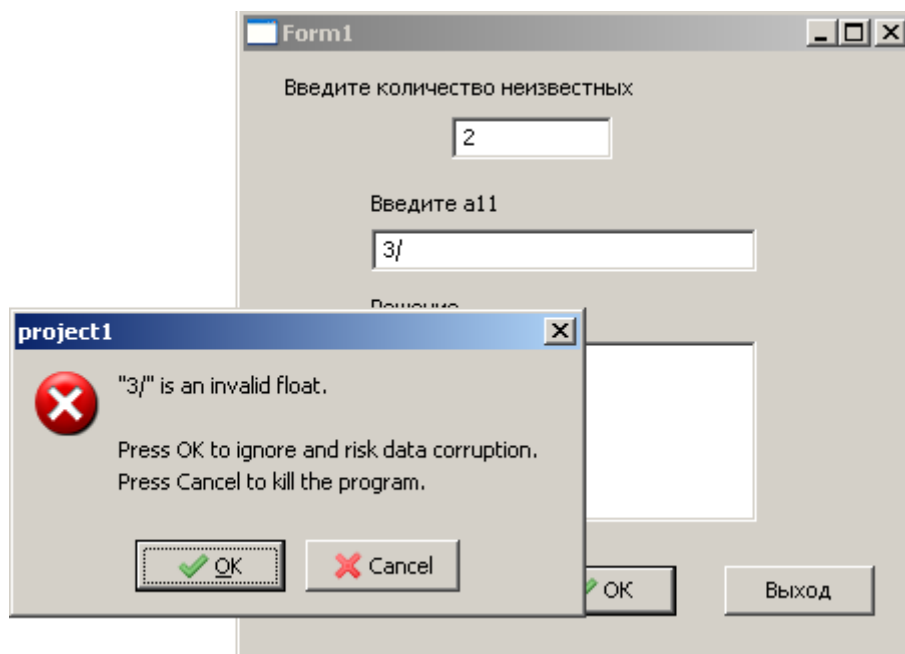 Form1
Введите количество неизвестных
2
Введите a11
3/
Решение
project1
"3/" is an invalid float.
Press OK to ignore and risk data corruption.
Press Cancel to kill the program.
OK
Cancel
OK
Выход